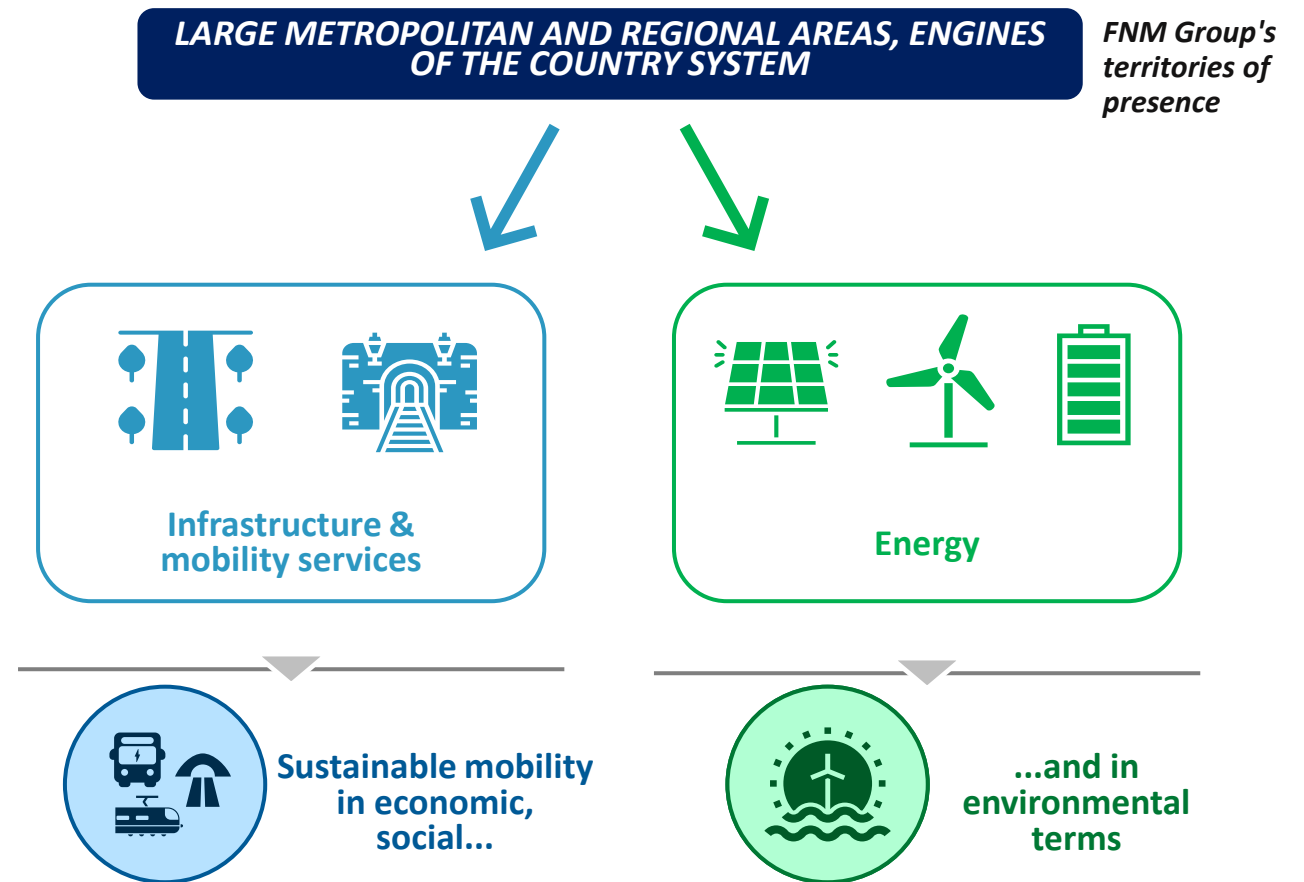 LARGE METROPOLITAN AND REGIONAL AREAS, ENGINES
OF THE COUNTRY SYSTEM
FNM Group's
territories of
presence
Infrastructure &
mobility services
Energy
Sustainable mobility
in economic,
social...
...and in
environmental
terms